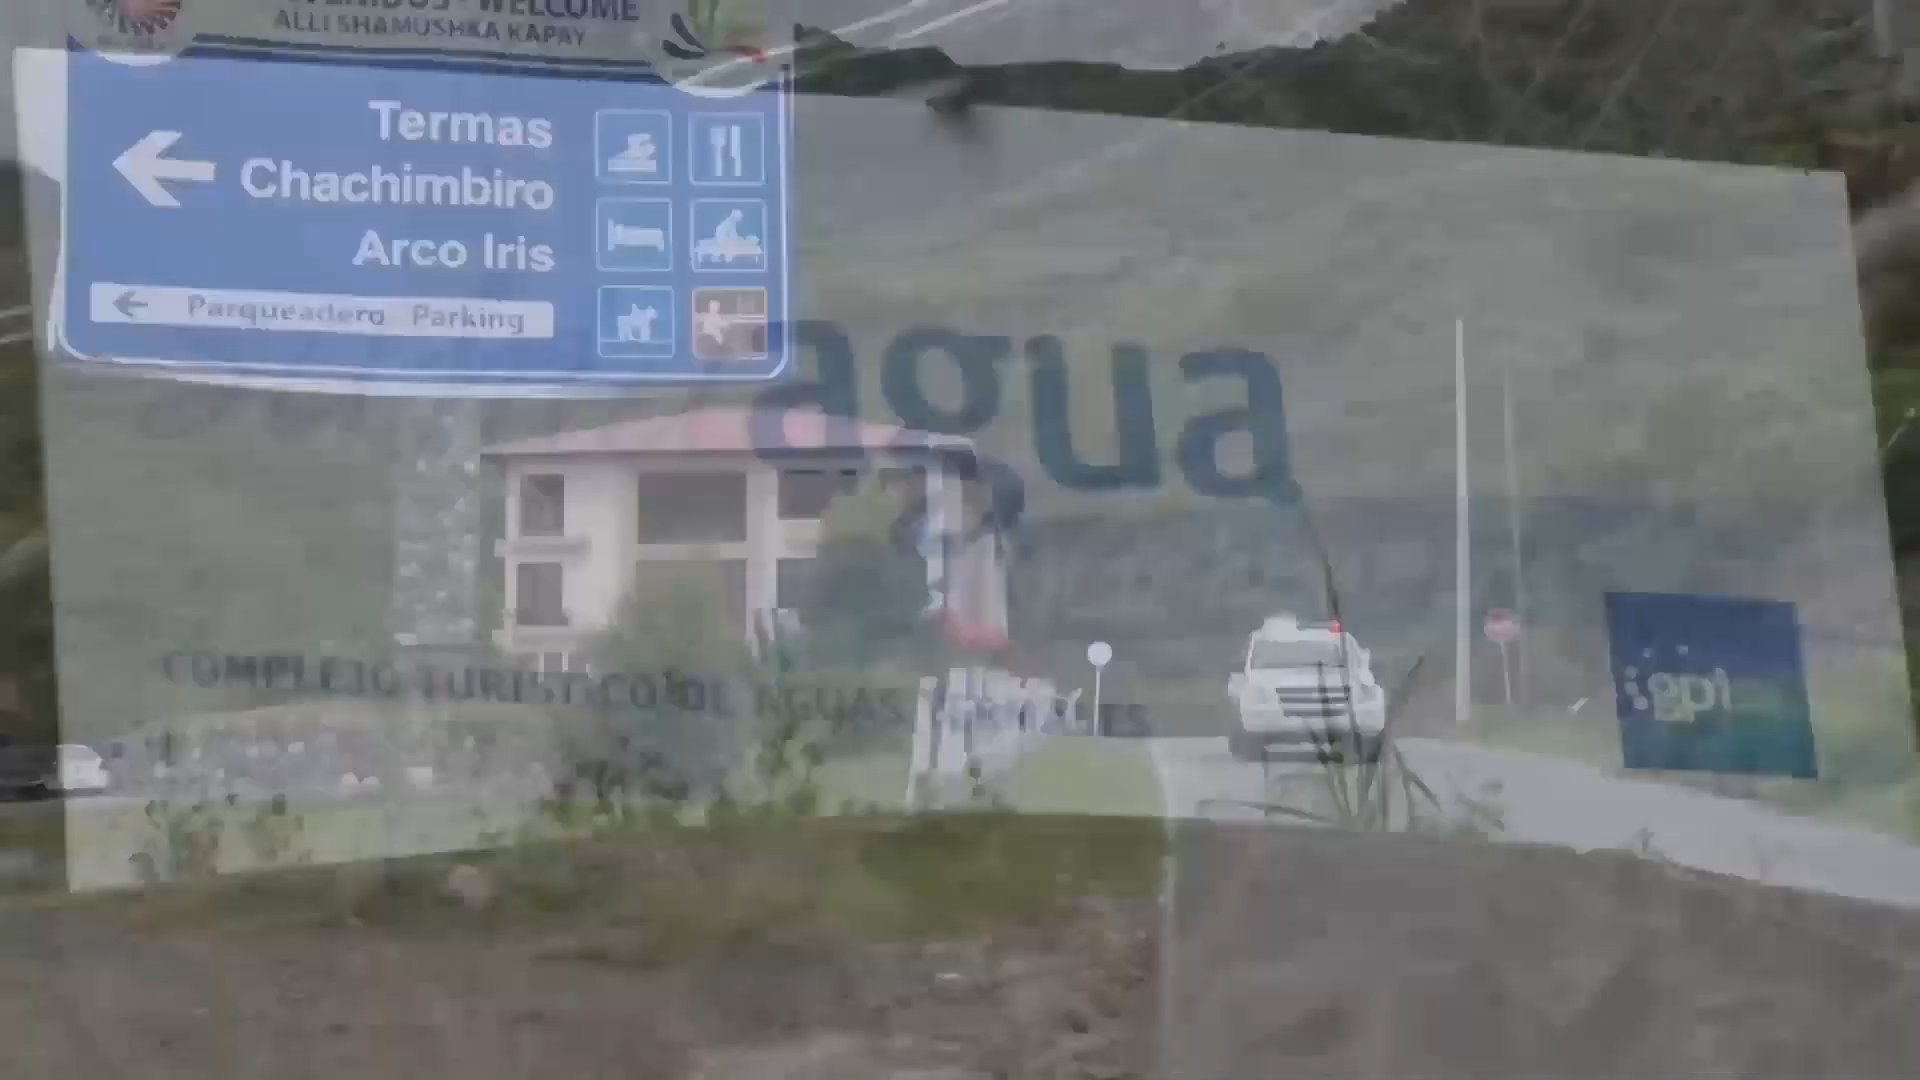 WELCOME
ALLI SHAMUSHKA KAPAY
Termas
Chachimbiro
Arco Iris
Parqueadero Parking
agua
COMPLEJO TURISTICO DE AGUAS
gpi